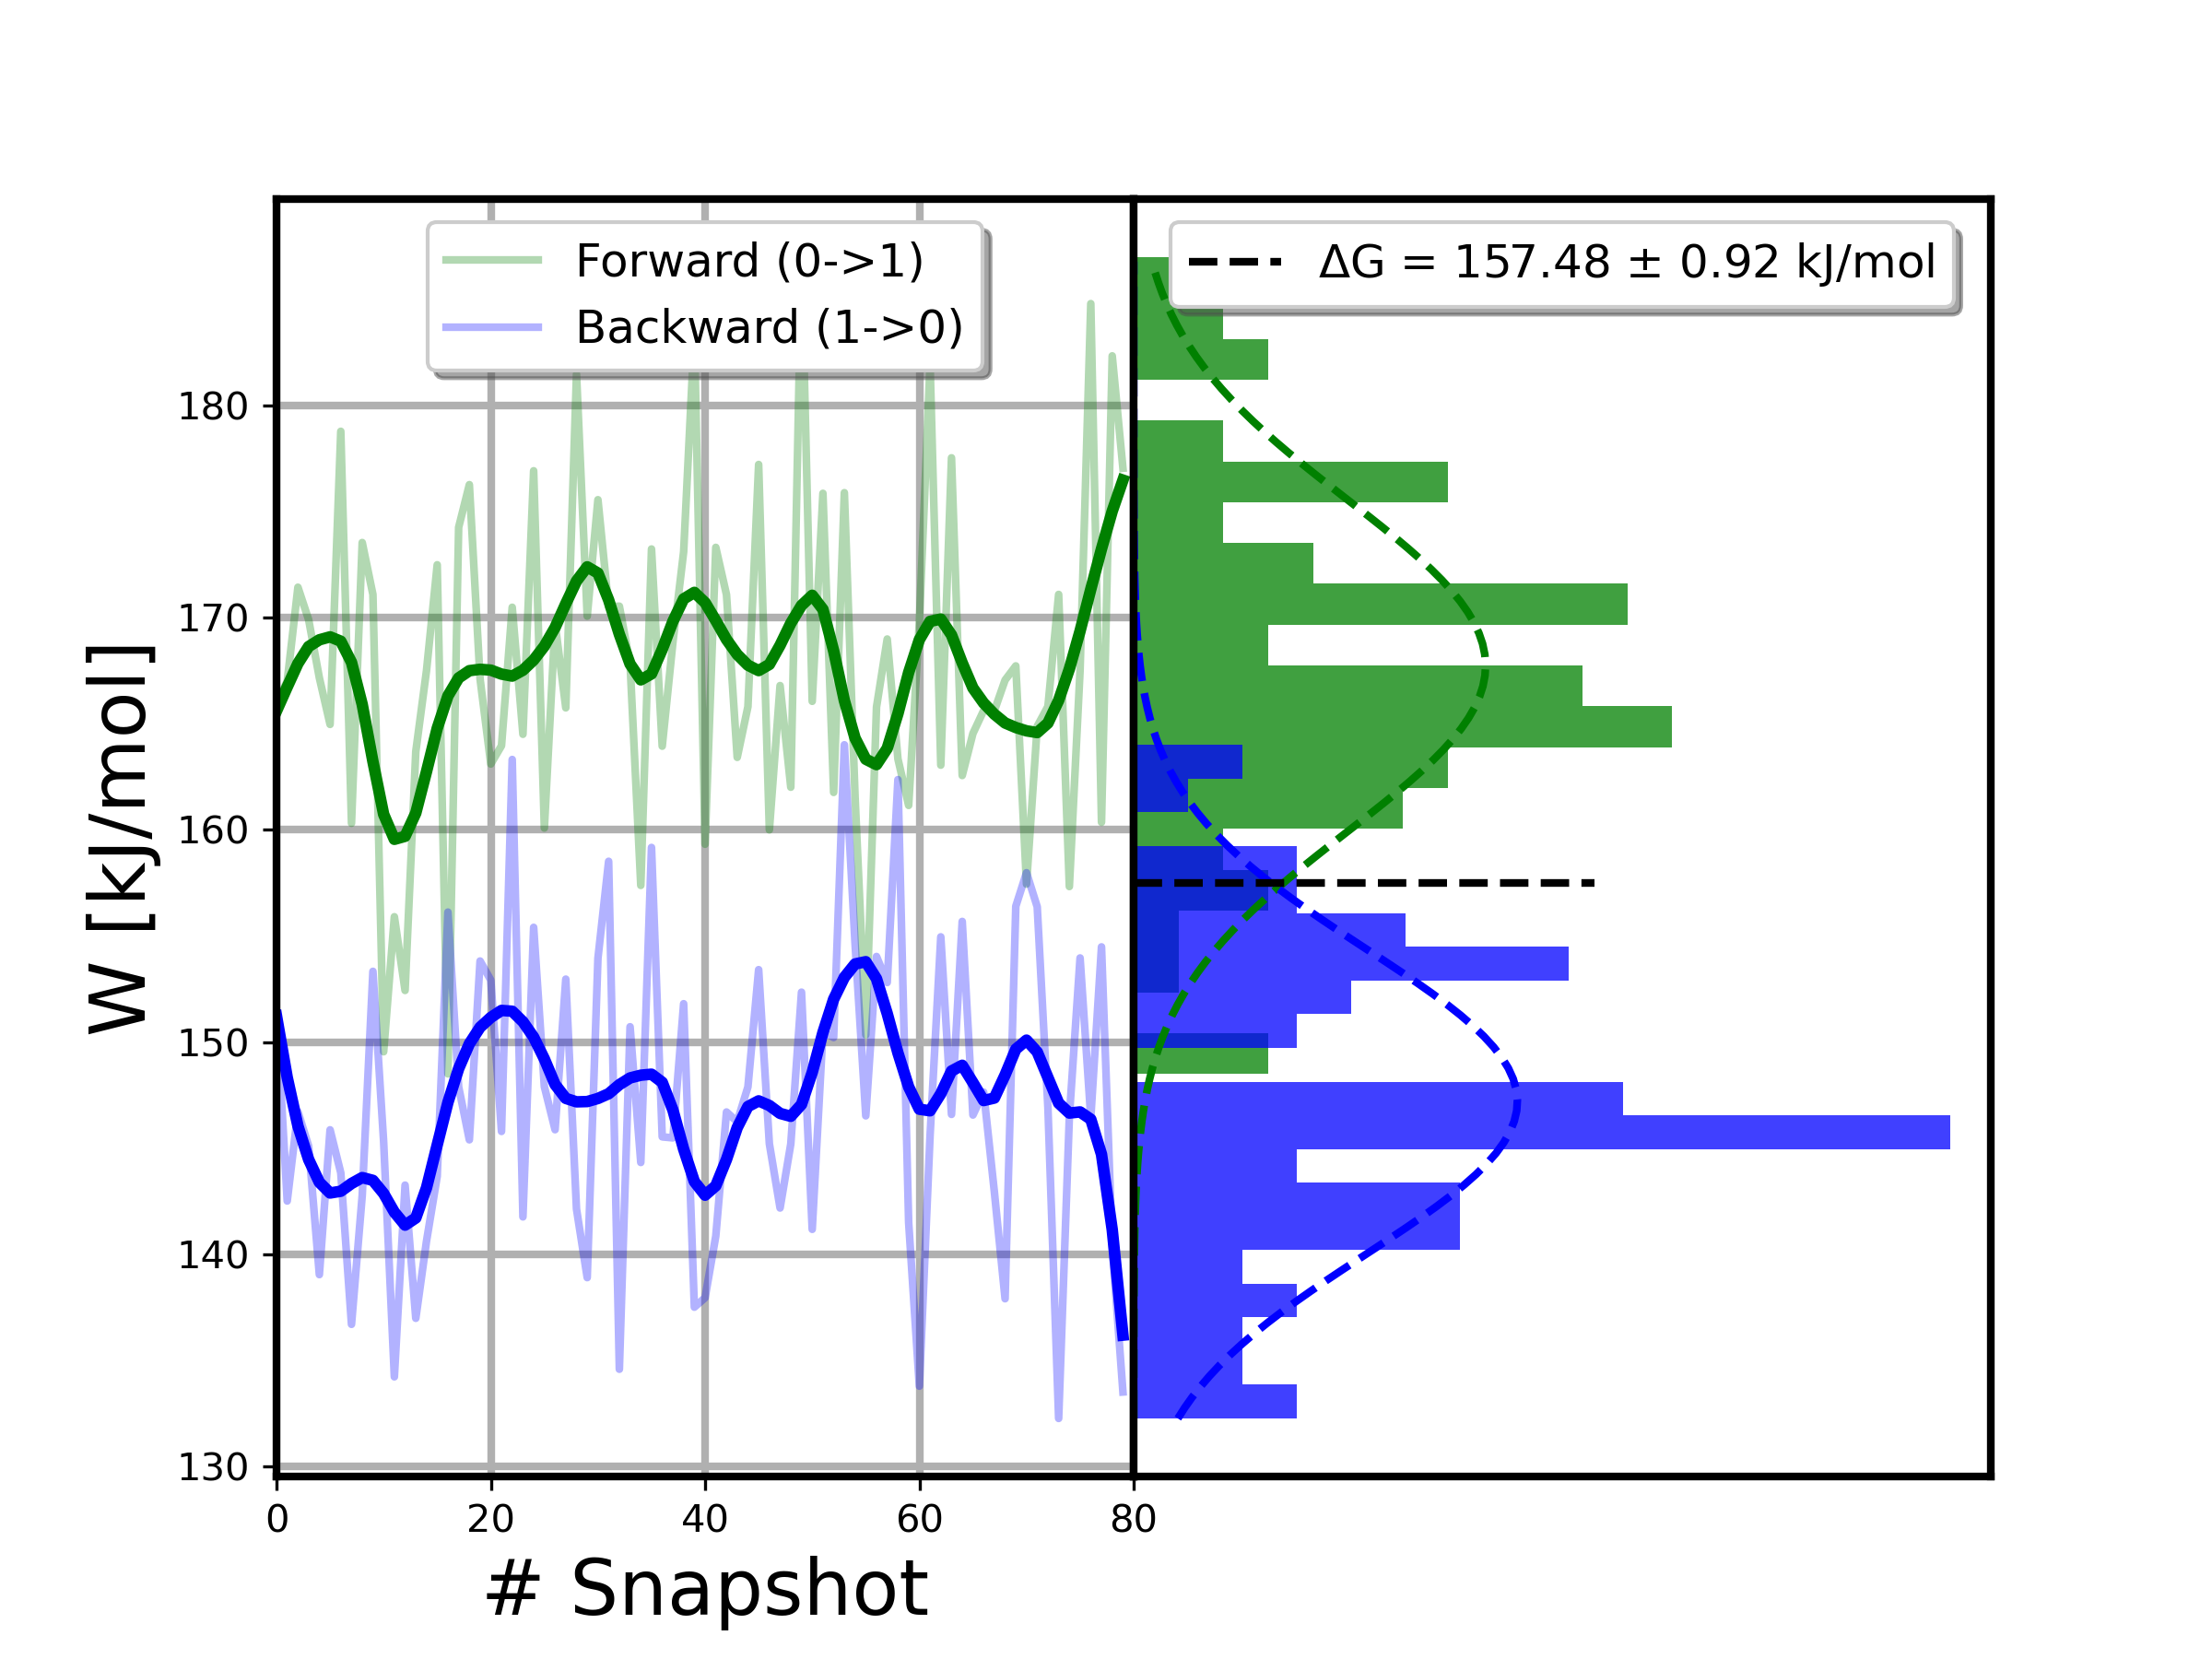 Forward (0->1)
Backward (1->0)
ΔG = 157.48 ± 0.92 kJ/mol
W [kJ/mol]
180
170
160
150
140
130
0 20 40 60 80
# Snapshot